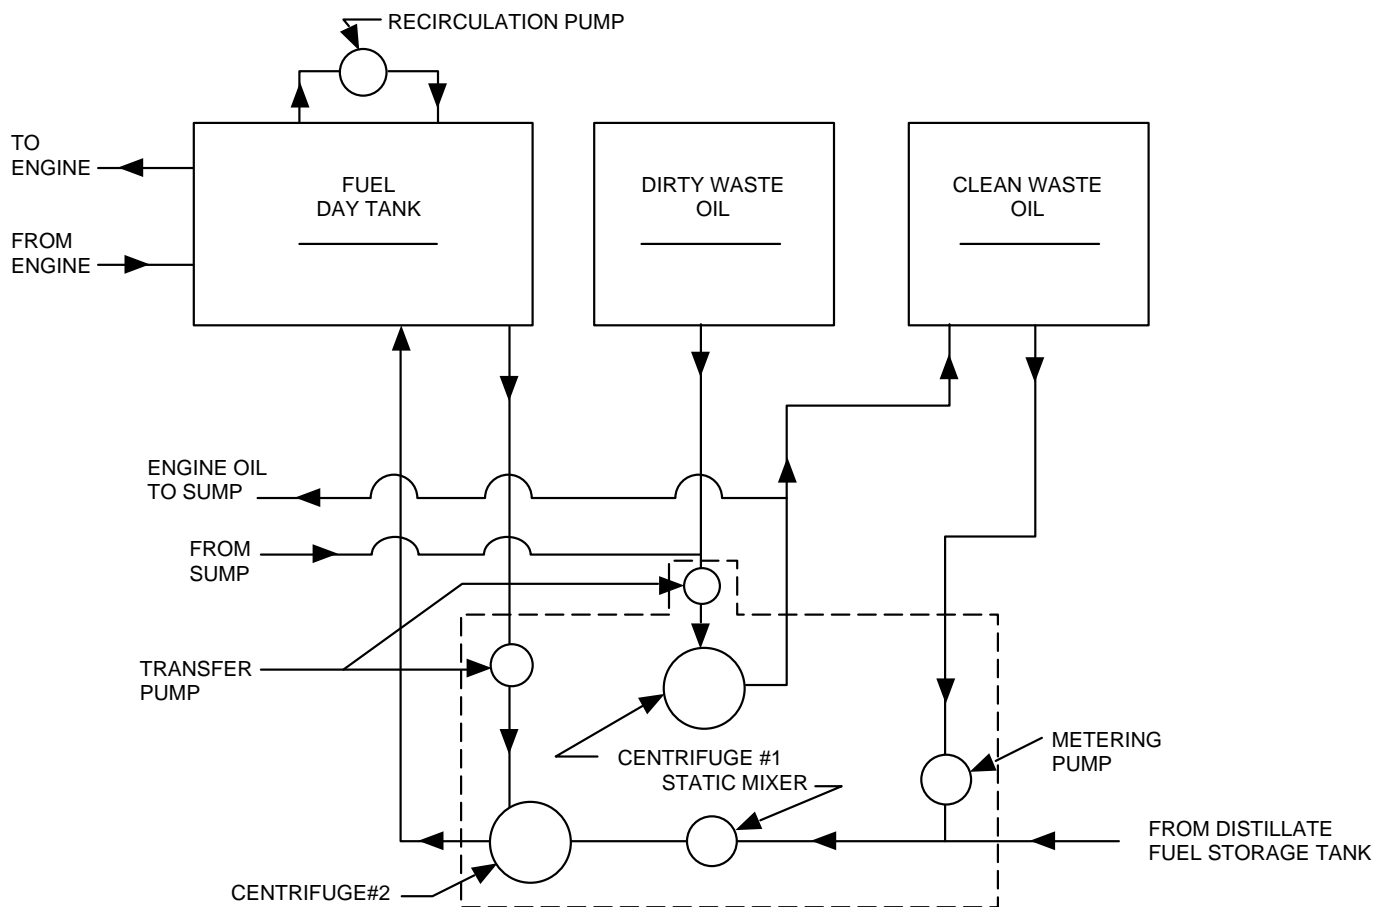 RECIRCULATION PUMP
TO
ENGINE
FUEL
DAY TANK
DIRTY WASTE
OIL
CLEAN WASTE
OIL
FROM
ENGINE
ENGINE OIL
TO SUMP
FROM
SUMP
TRANSFER
PUMP
CENTRIFUGE #1
STATIC MIXER
METERING
PUMP
FROM DISTILLATE
FUEL STORAGE TANK
CENTRIFUGE#2